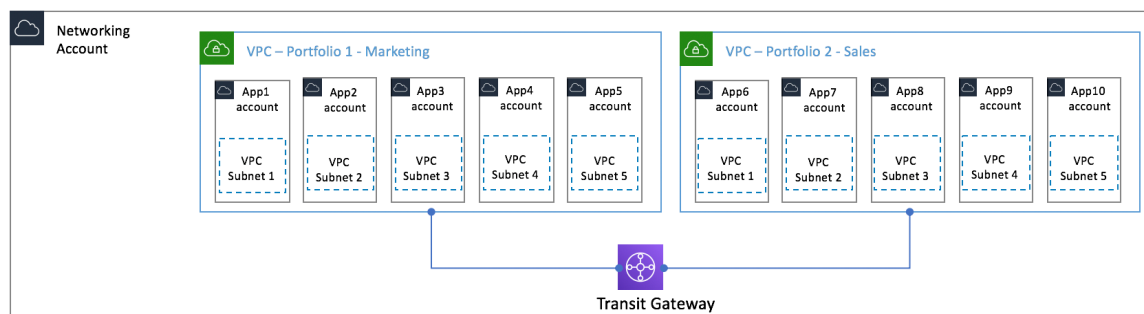 Networking
Account
VPC – Portfolio 1 - Marketing
App1
account
VPC
Subnet 1
App2
account
VPC
Subnet 2
App3
account
VPC
Subnet 3
App4
account
VPC
Subnet 4
App5
account
VPC
Subnet 5
VPC – Portfolio 2 - Sales
App6
account
VPC
Subnet 1
App7
account
VPC
Subnet 2
App8
account
VPC
Subnet 3
App9
account
VPC
Subnet 4
App10
account
VPC
Subnet 5
Transit Gateway